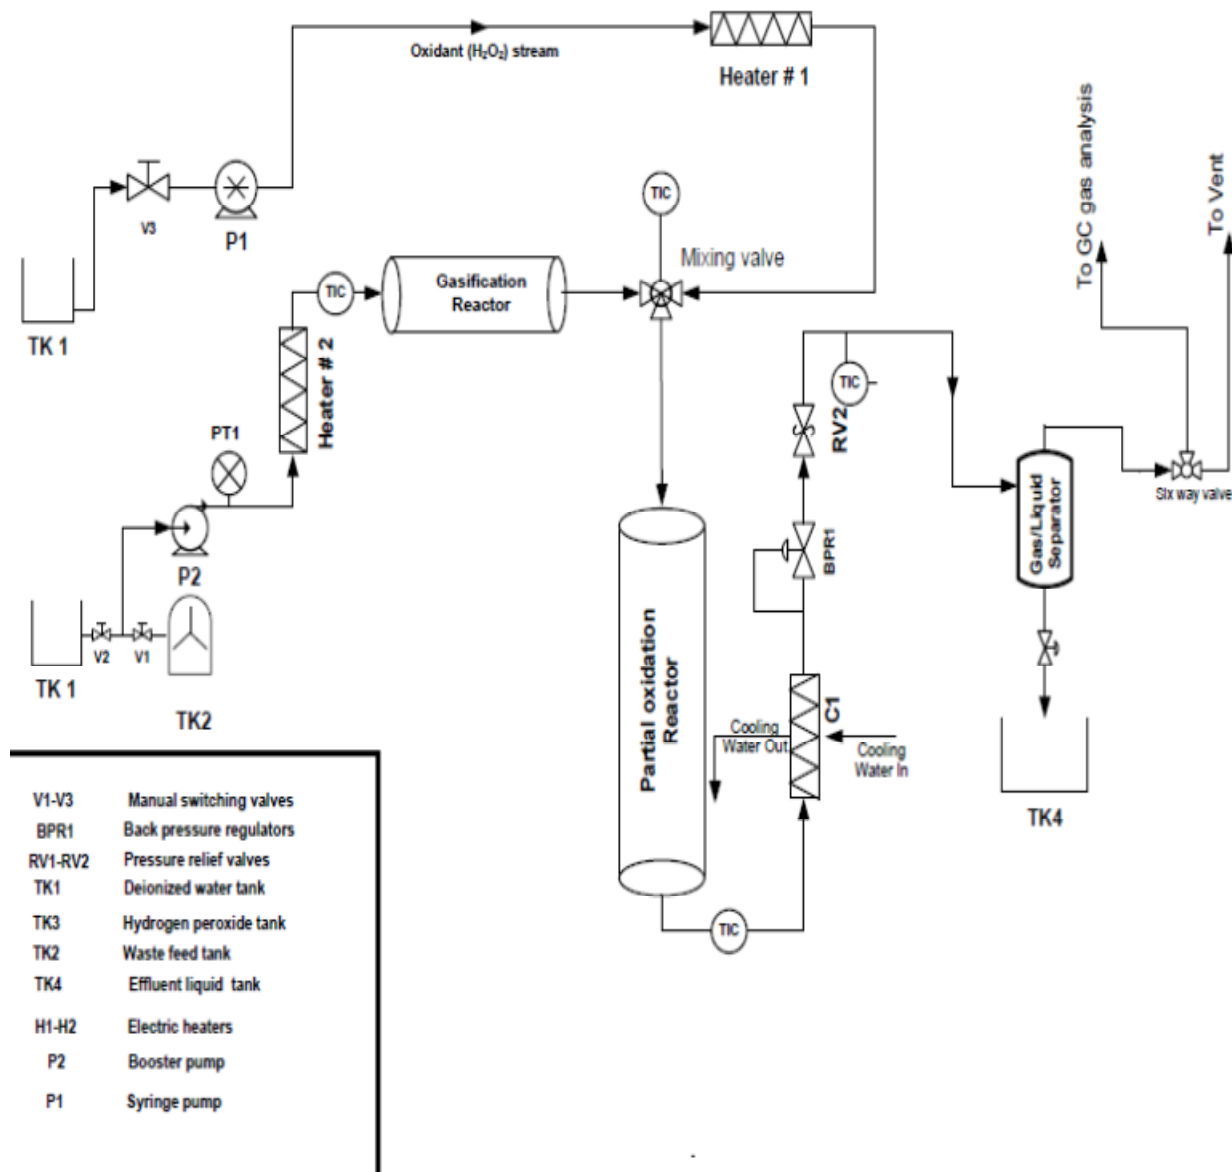 Oxidant (H₂O₂) stream
Heater # 1
To GC gas analysis
To Vent
V3
P1
TIC
Mixing valve
TK 1
TIC
Gasification
Reactor
Heater # 2
TIC
RV2
PT1
Six way valve
Gas/Liquid
Separator
P2
BPR1
V2
V1
TK 1
TK2
Partial oxidation
Reactor
C1
Cooling
Water Out
Cooling
Water In
TK4
TIC
V1-V3 Manual switching valves
BPR1 Back pressure regulators
RV1-RV2 Pressure relief valves
TK1 Deionized water tank
TK3 Hydrogen peroxide tank
TK2 Waste feed tank
TK4 Effluent liquid tank
H1-H2 Electric heaters
P2 Booster pump
P1 Syringe pump